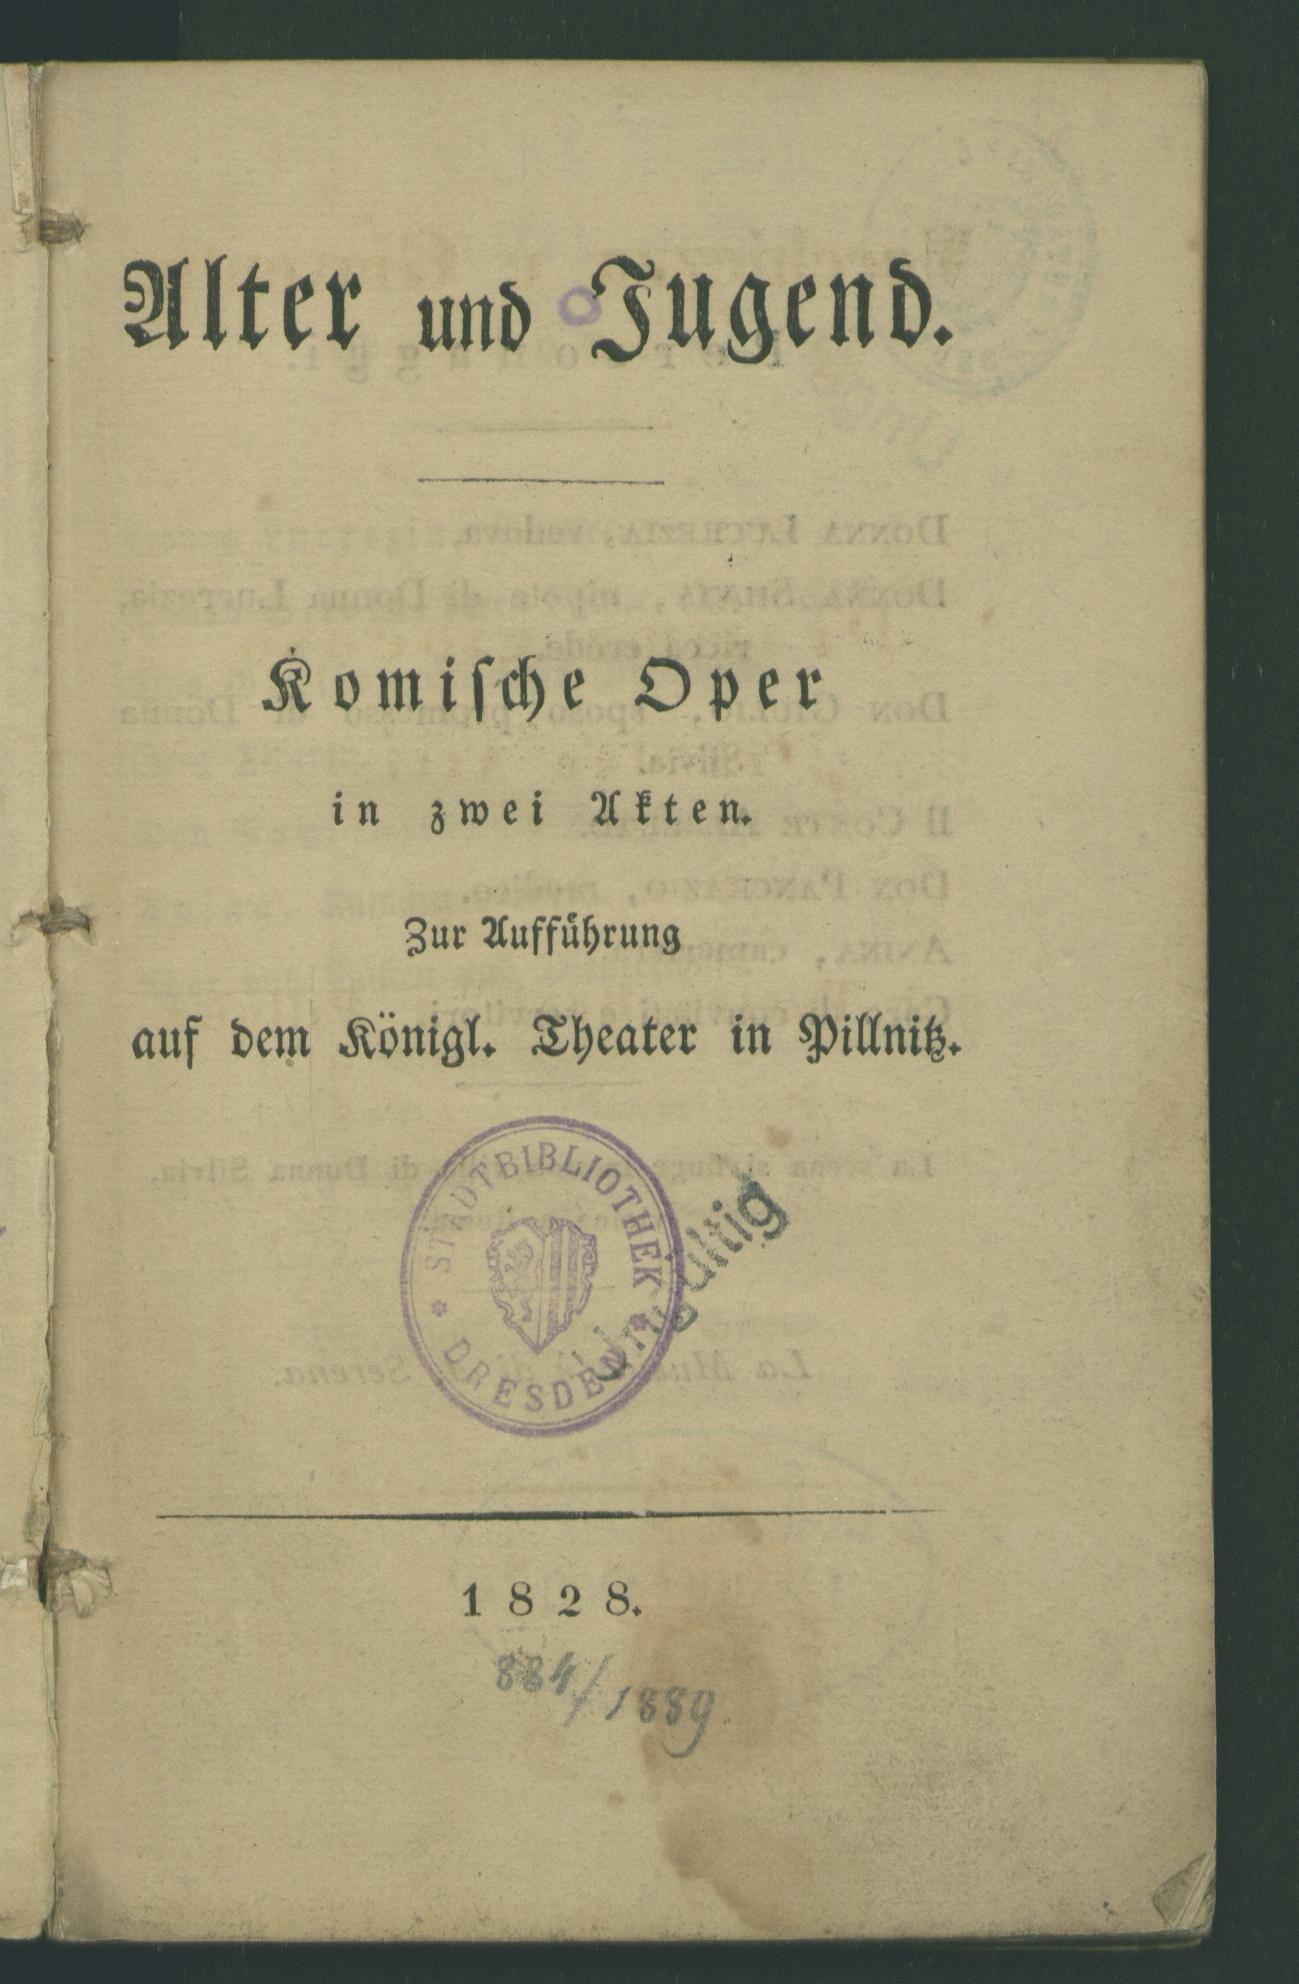 Alter und Jugend.
Komische Oper
in zwei Akten.
Zur Aufführung
auf dem Königl. Theater in Pillnitz.
STADTBIBLIOTHEK
* DRESDEN *
Ungültig
1828.
884/1889.